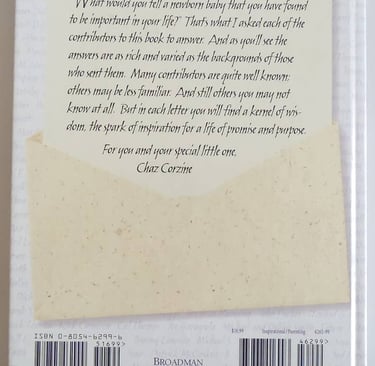 What would you tell a newborn baby that you have found
to be important in your life? That's what I asked each of the
contributors to this book to answer. And as you'll see the
answers are as rich and varied as the backgrounds of those
who sent them. Many contributors are quite well known;
others may be less familiar. And still others you may not
know at all. But in each letter you will find a kernel of wis-
dom, the spark of inspiration for a life of promise and purpose.
For you and your special little one,
Chaz Corzine
ISBN 0-8054-6299-6
51699
$16.99 Inspirational/Parenting 4262-99
46299
BROADMAN